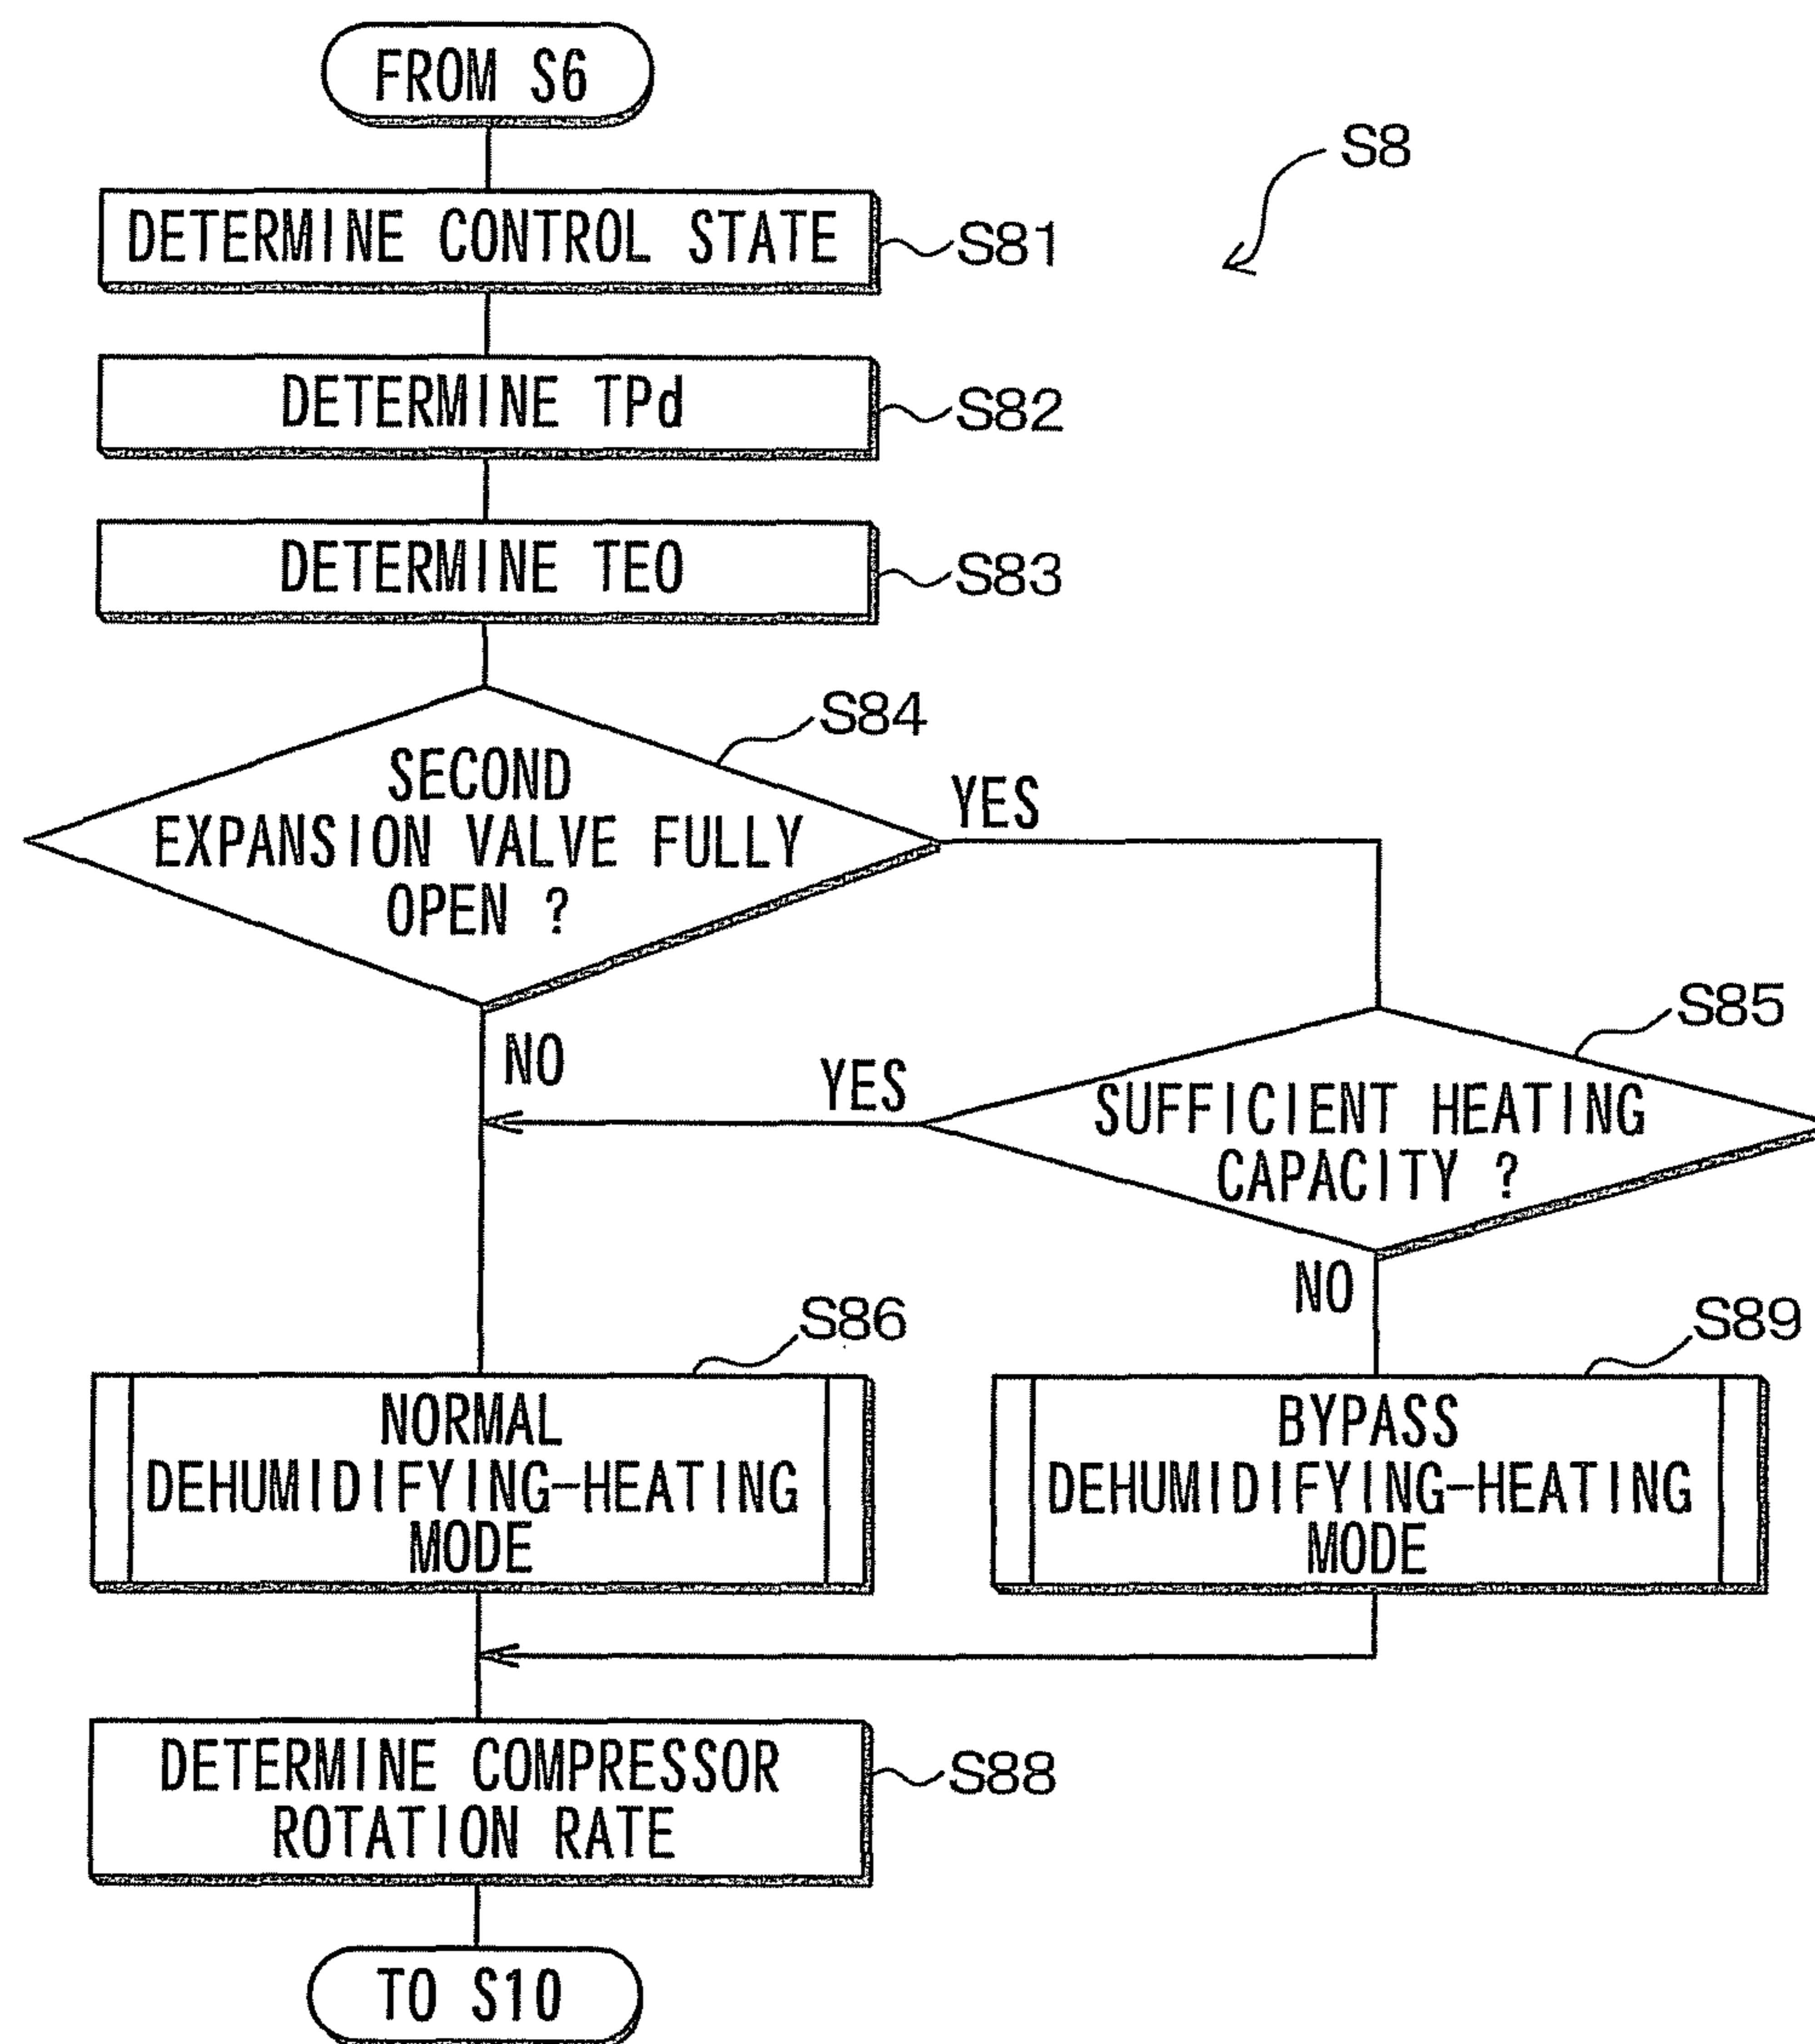 FROM S6
S8
DETERMINE CONTROL STATE
S81
DETERMINE TPd
S82
DETERMINE TEO
S83
S84
SECOND
EXPANSION VALVE FULLY
OPEN ?
YES
NO
S85
SUFFICIENT HEATING
CAPACITY ?
YES
NO
S86
NORMAL
DEHUMIDIFYING-HEATING
MODE
S89
BYPASS
DEHUMIDIFYING-HEATING
MODE
DETERMINE COMPRESSOR
ROTATION RATE
S88
TO S10